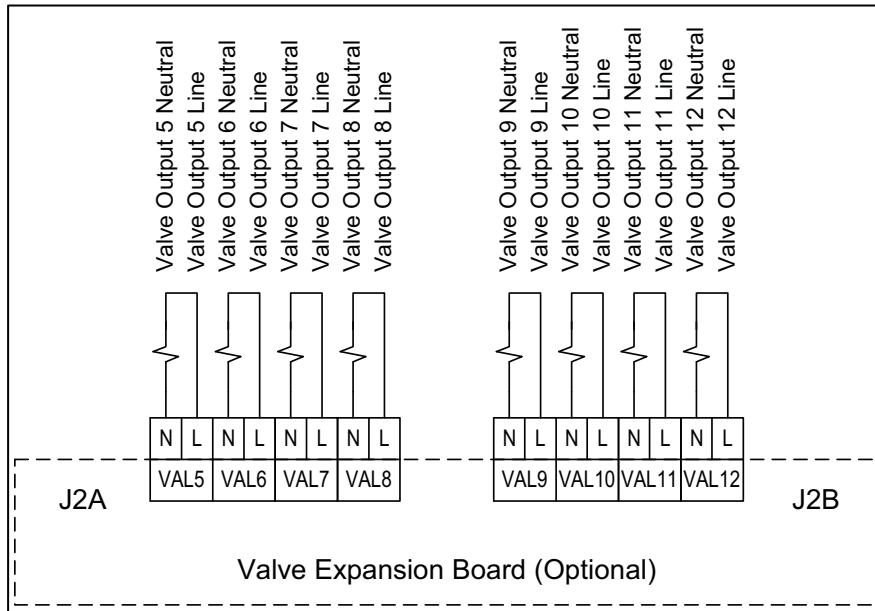 Valve Output 5 Neutral
Valve Output 5 Line
Valve Output 6 Neutral
Valve Output 6 Line
Valve Output 7 Neutral
Valve Output 7 Line
Valve Output 8 Neutral
Valve Output 8 Line
Valve Output 9 Neutral
Valve Output 9 Line
Valve Output 10 Neutral
Valve Output 10 Line
Valve Output 11 Neutral
Valve Output 11 Line
Valve Output 12 Neutral
Valve Output 12 Line
N L N L N L N L
N L N L N L N L
VAL5 VAL6 VAL7 VAL8
VAL9 VAL10 VAL11 VAL12
J2A
J2B
Valve Expansion Board (Optional)